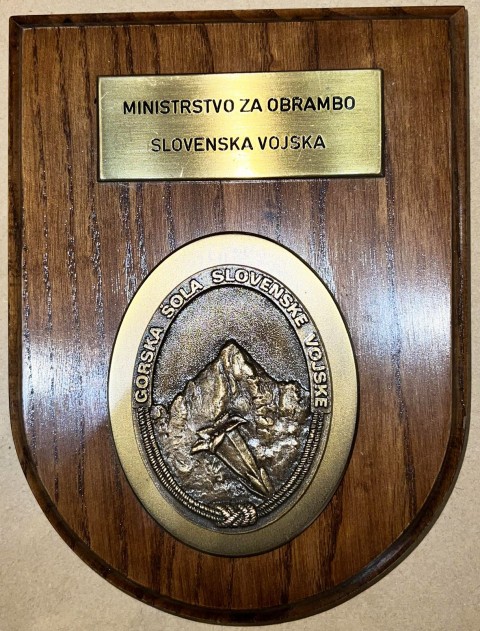 MINISTRSTVO ZA OBRAMBO
SLOVENSKA VOJSKA
GORSKA ŠOLA SLOVENSKE VOJSKE